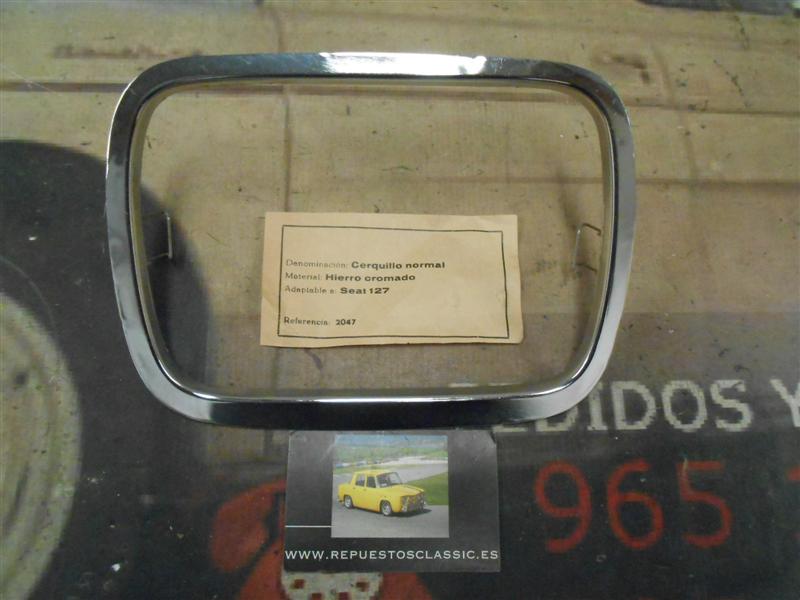 Denominación: Cerquillo normal
Material: Hierro cromado
Adaptable a: Seat 127
Referencia: 2047
EDIDOS Y
965
WWW.REPUESTOSCLASSIC.ES